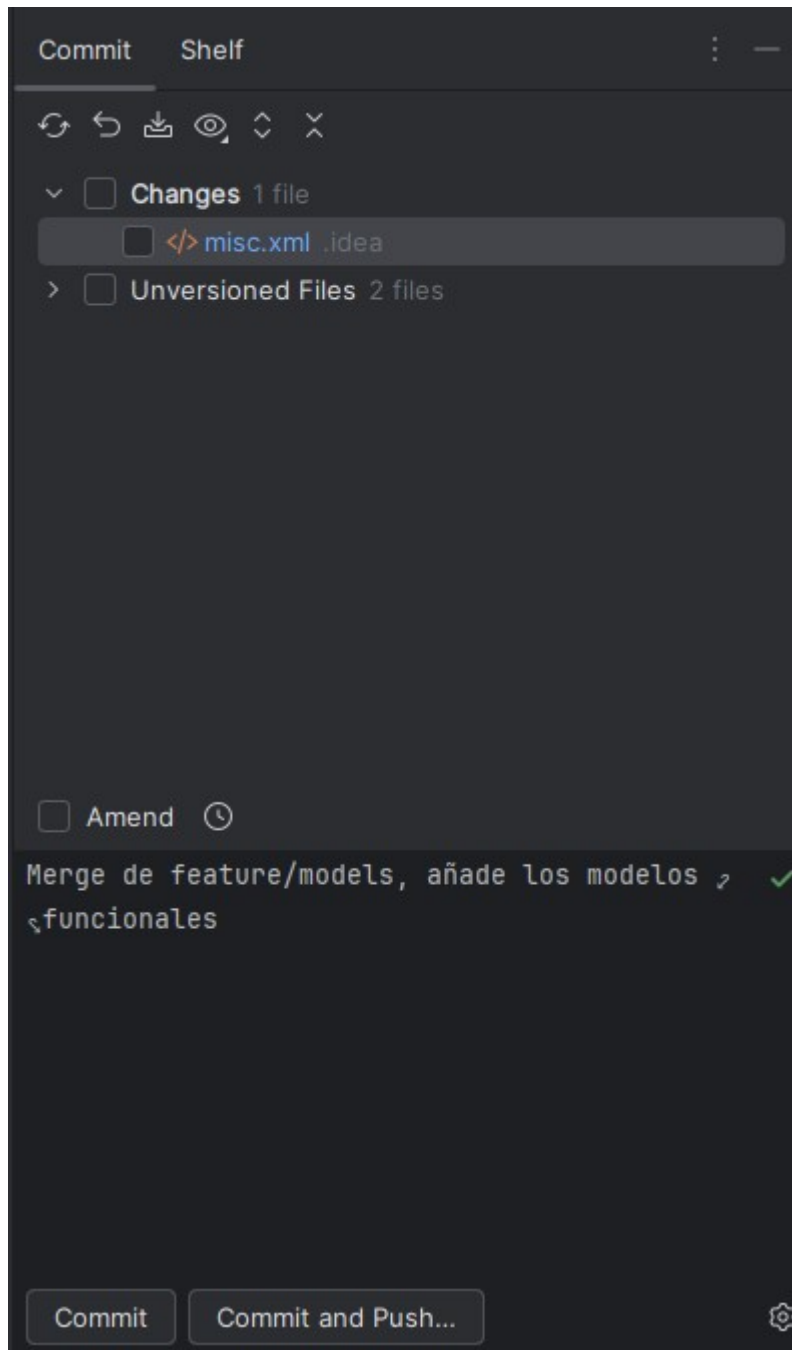 Commit Shelf
Changes 1 file
</> misc.xml .idea
Unversioned Files 2 files
Amend
Merge de feature/models, añade los modelos
funcionales
Commit Commit and Push...